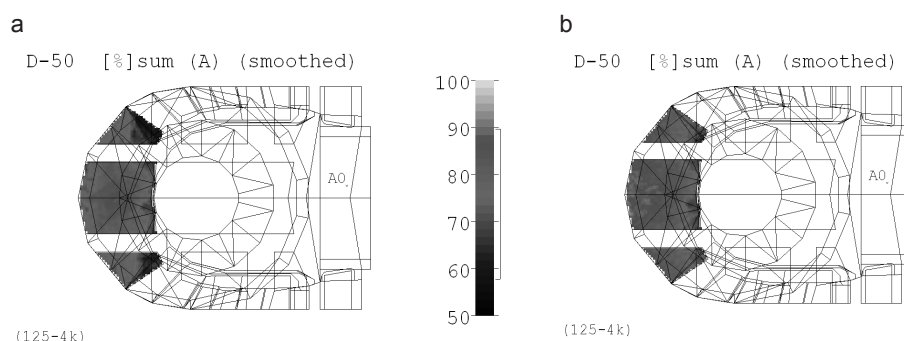 a
D-50 [%]sum (A) (smoothed)
A0.
(125-4k)
100
90
80
70
60
50
b
D-50 [%]sum (A) (smoothed)
A0.
(125-4k)